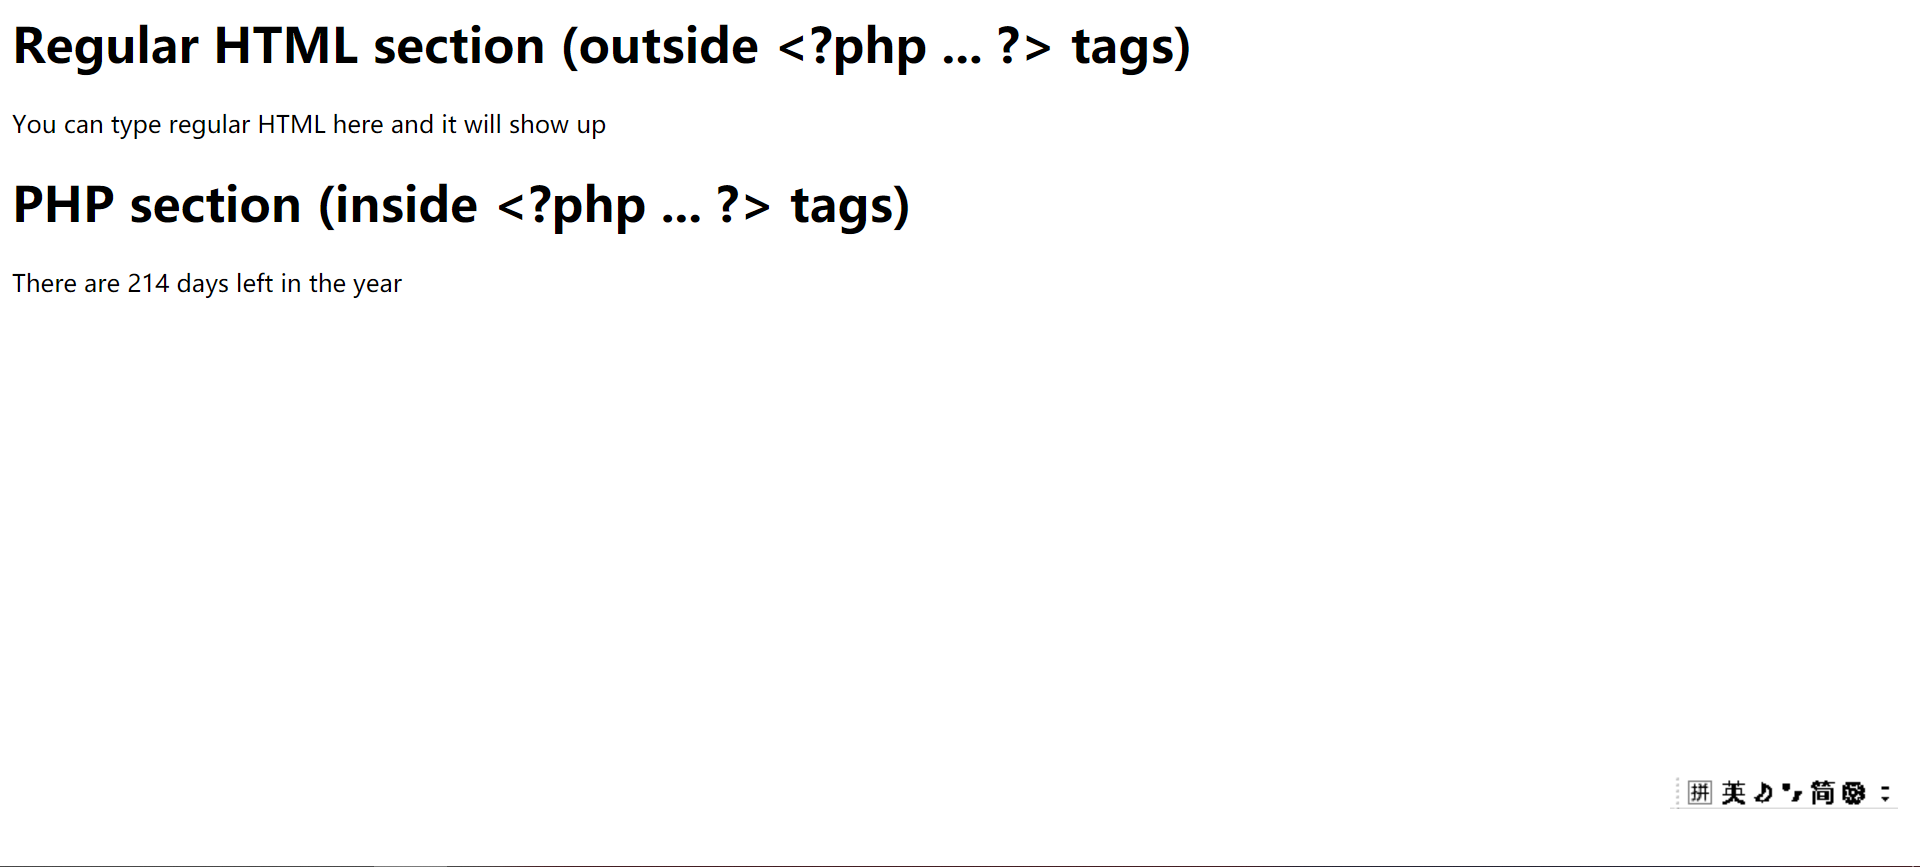 Regular HTML section (outside <?php ... ?> tags)
You can type regular HTML here and it will show up
PHP section (inside <?php ... ?> tags)
There are 214 days left in the year
拼 英 简